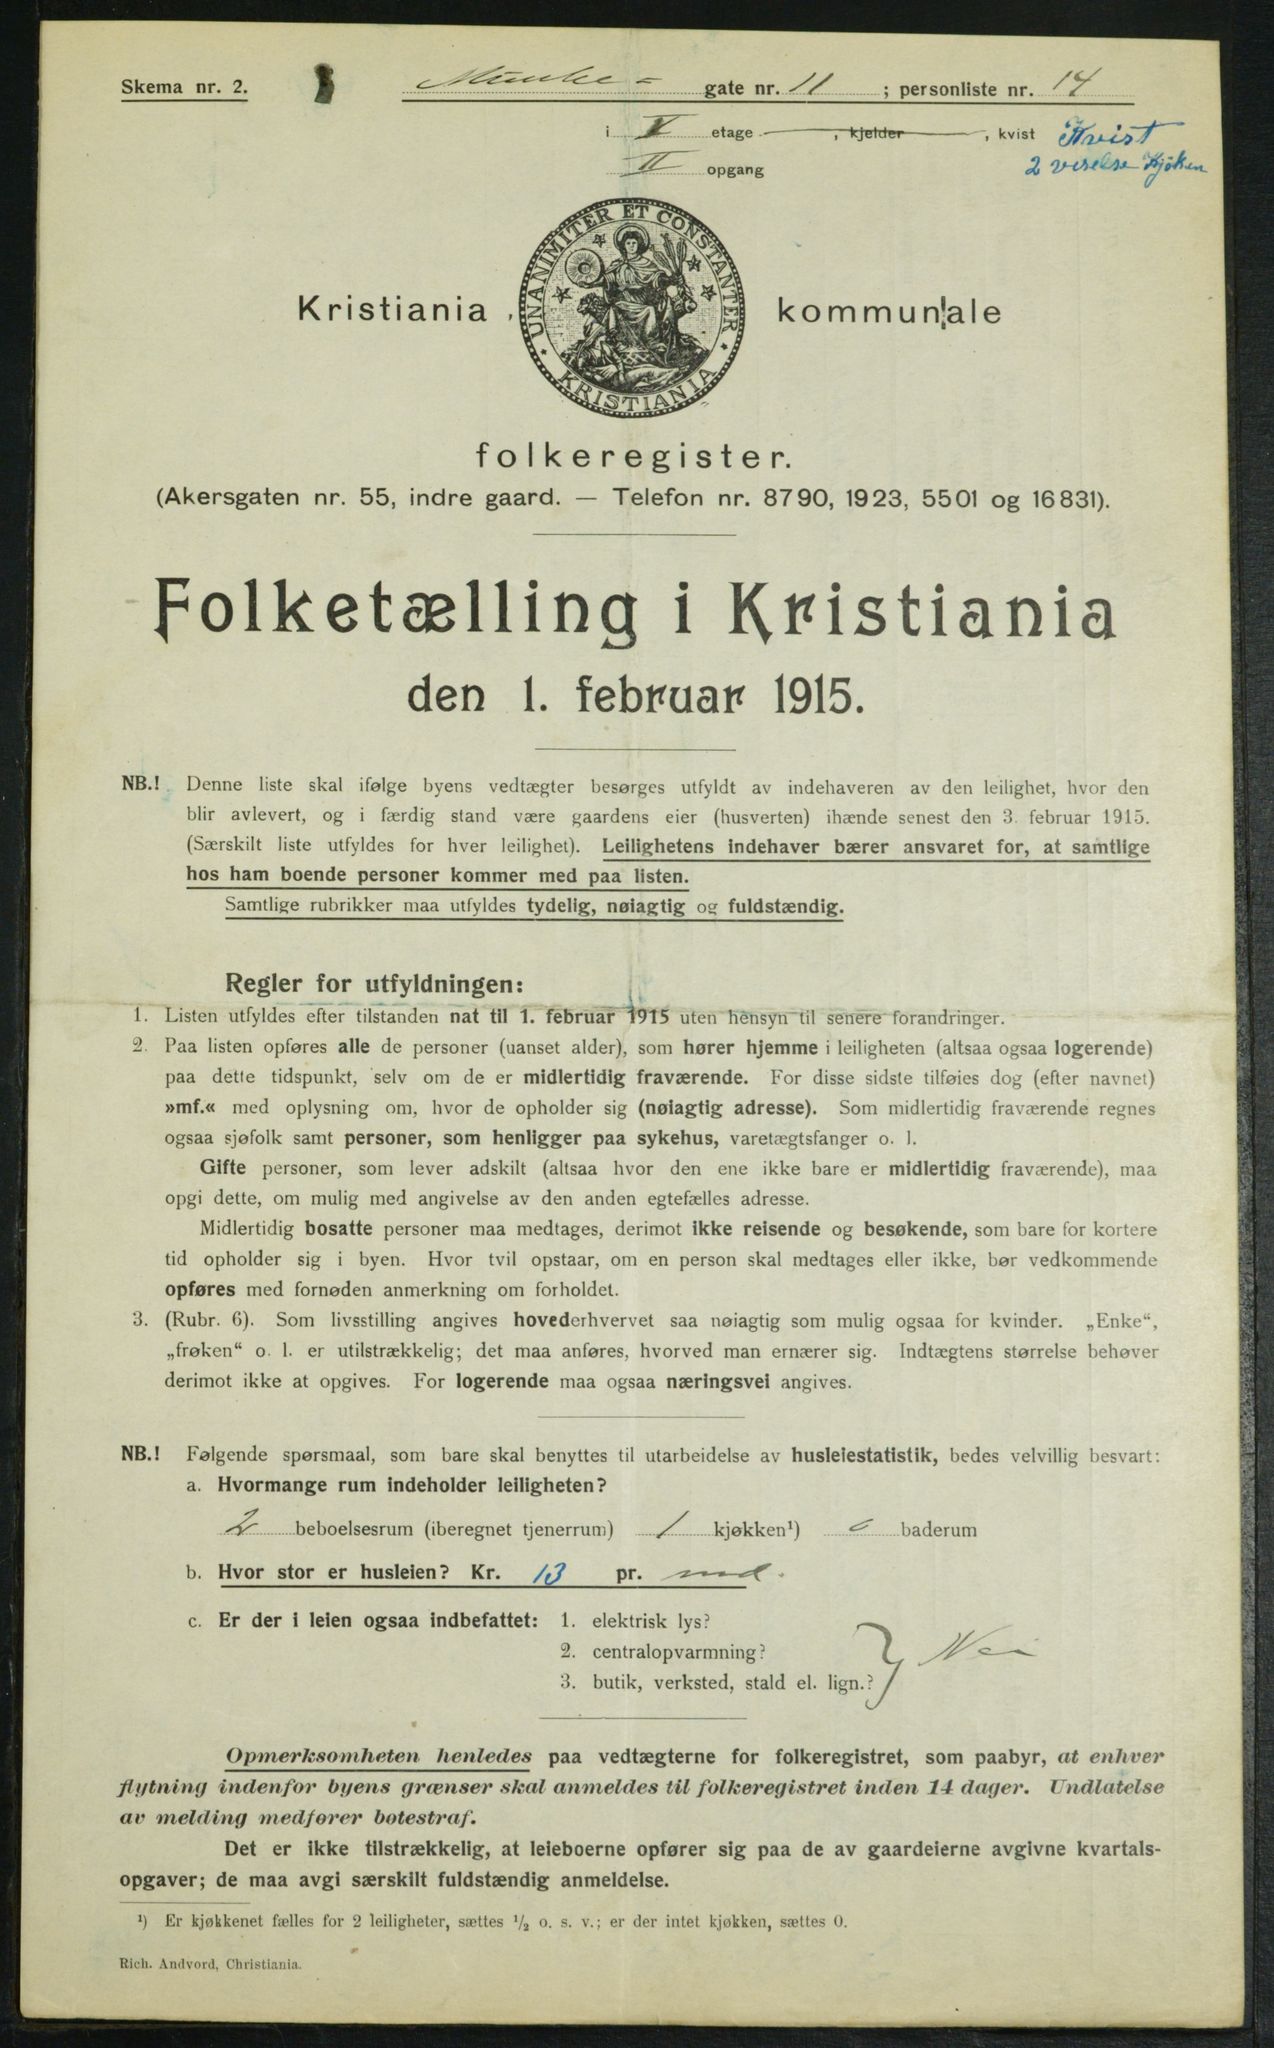 Skema nr. 2.
Munke- gate nr. 11; personliste nr. 14
i V etage, kjelder, kvist Kvist
II opgang 2 værelse Kjøken
UNANIMITER ET CONSTANTER
KRISTIANIA
Kristiania kommunale
folkeregister.
(Akersgaten nr. 55, indre gaard. — Telefon nr. 8790, 1923, 5501 og 16831).
Folketælling i Kristiania
den 1. februar 1915.
NB.! Denne liste skal ifølge byens vedtægter besørges utfyldt av indehaveren av den leilighet, hvor den
blir avlevert, og i færdig stand være gaardens eier (husverten) ihænde senest den 3. februar 1915.
(Særskilt liste utfyldes for hver leilighet). Leilighetens indehaver bærer ansvaret for, at samtlige
hos ham boende personer kommer med paa listen.
Samtlige rubrikker maa utfyldes tydelig, nøiagtig og fuldstændig.
Regler for utfyldningen:
1. Listen utfyldes efter tilstanden nat til 1. februar 1915 uten hensyn til senere forandringer.
2. Paa listen opføres alle de personer (uanset alder), som hører hjemme i leiligheten (altsaa ogsaa logerende)
paa dette tidspunkt, selv om de er midlertidig fraværende. For disse sidste tilføies dog (efter navnet)
»mf.« med oplysning om, hvor de opholder sig (nøiagtig adresse). Som midlertidig fraværende regnes
ogsaa sjøfolk samt personer, som henligger paa sykehus, varetægtsfanger o. l.
Gifte personer, som lever adskilt (altsaa hvor den ene ikke bare er midlertidig fraværende), maa
opgi dette, om mulig med angivelse av den anden egtefælles adresse.
Midlertidig bosatte personer maa medtages, derimot ikke reisende og besøkende, som bare for kortere
tid opholder sig i byen. Hvor tvil opstaar, om en person skal medtages eller ikke, bør vedkommende
opføres med fornøden anmerkning om forholdet.
3. (Rubr. 6). Som livsstilling angives hovederhvervet saa nøiagtig som mulig ogsaa for kvinder. „Enke“,
„frøken“ o. l. er utilstrækkelig; det maa anføres, hvorved man ernærer sig. Indtægtens størrelse behøver
derimot ikke at opgives. For logerende maa ogsaa næringsvei angives.
NB.! Følgende spørsmaal, som bare skal benyttes til utarbeidelse av husleiestatistik, bedes velvillig besvart:
a. Hvormange rum indeholder leiligheten?
2 beboelsesrum (iberegnet tjenerrum) 1 kjøkken¹) o baderum
b. Hvor stor er husleien? Kr. 13 pr. md.
c. Er der i leien ogsaa indbefattet: 1. elektrisk lys?
2. centralopvarmning? Nei
3. butik, verksted, stald el. lign.?
Opmerksomheten henledes paa vedtægterne for folkeregistret, som paabyr, at enhver
flytning indenfor byens grænser skal anmeldes til folkeregistret inden 14 dager. Undlatelse
av melding medfører bøtestraf.
Det er ikke tilstrækkelig, at leieboerne opfører sig paa de av gaardeierne avgivne kvartals-
opgaver; de maa avgi særskilt fuldstændig anmeldelse.
¹) Er kjøkkenet fælles for 2 leiligheter, sættes ½ o. s. v.; er der intet kjøkken, sættes 0.
Rich. Andvord, Christiania.